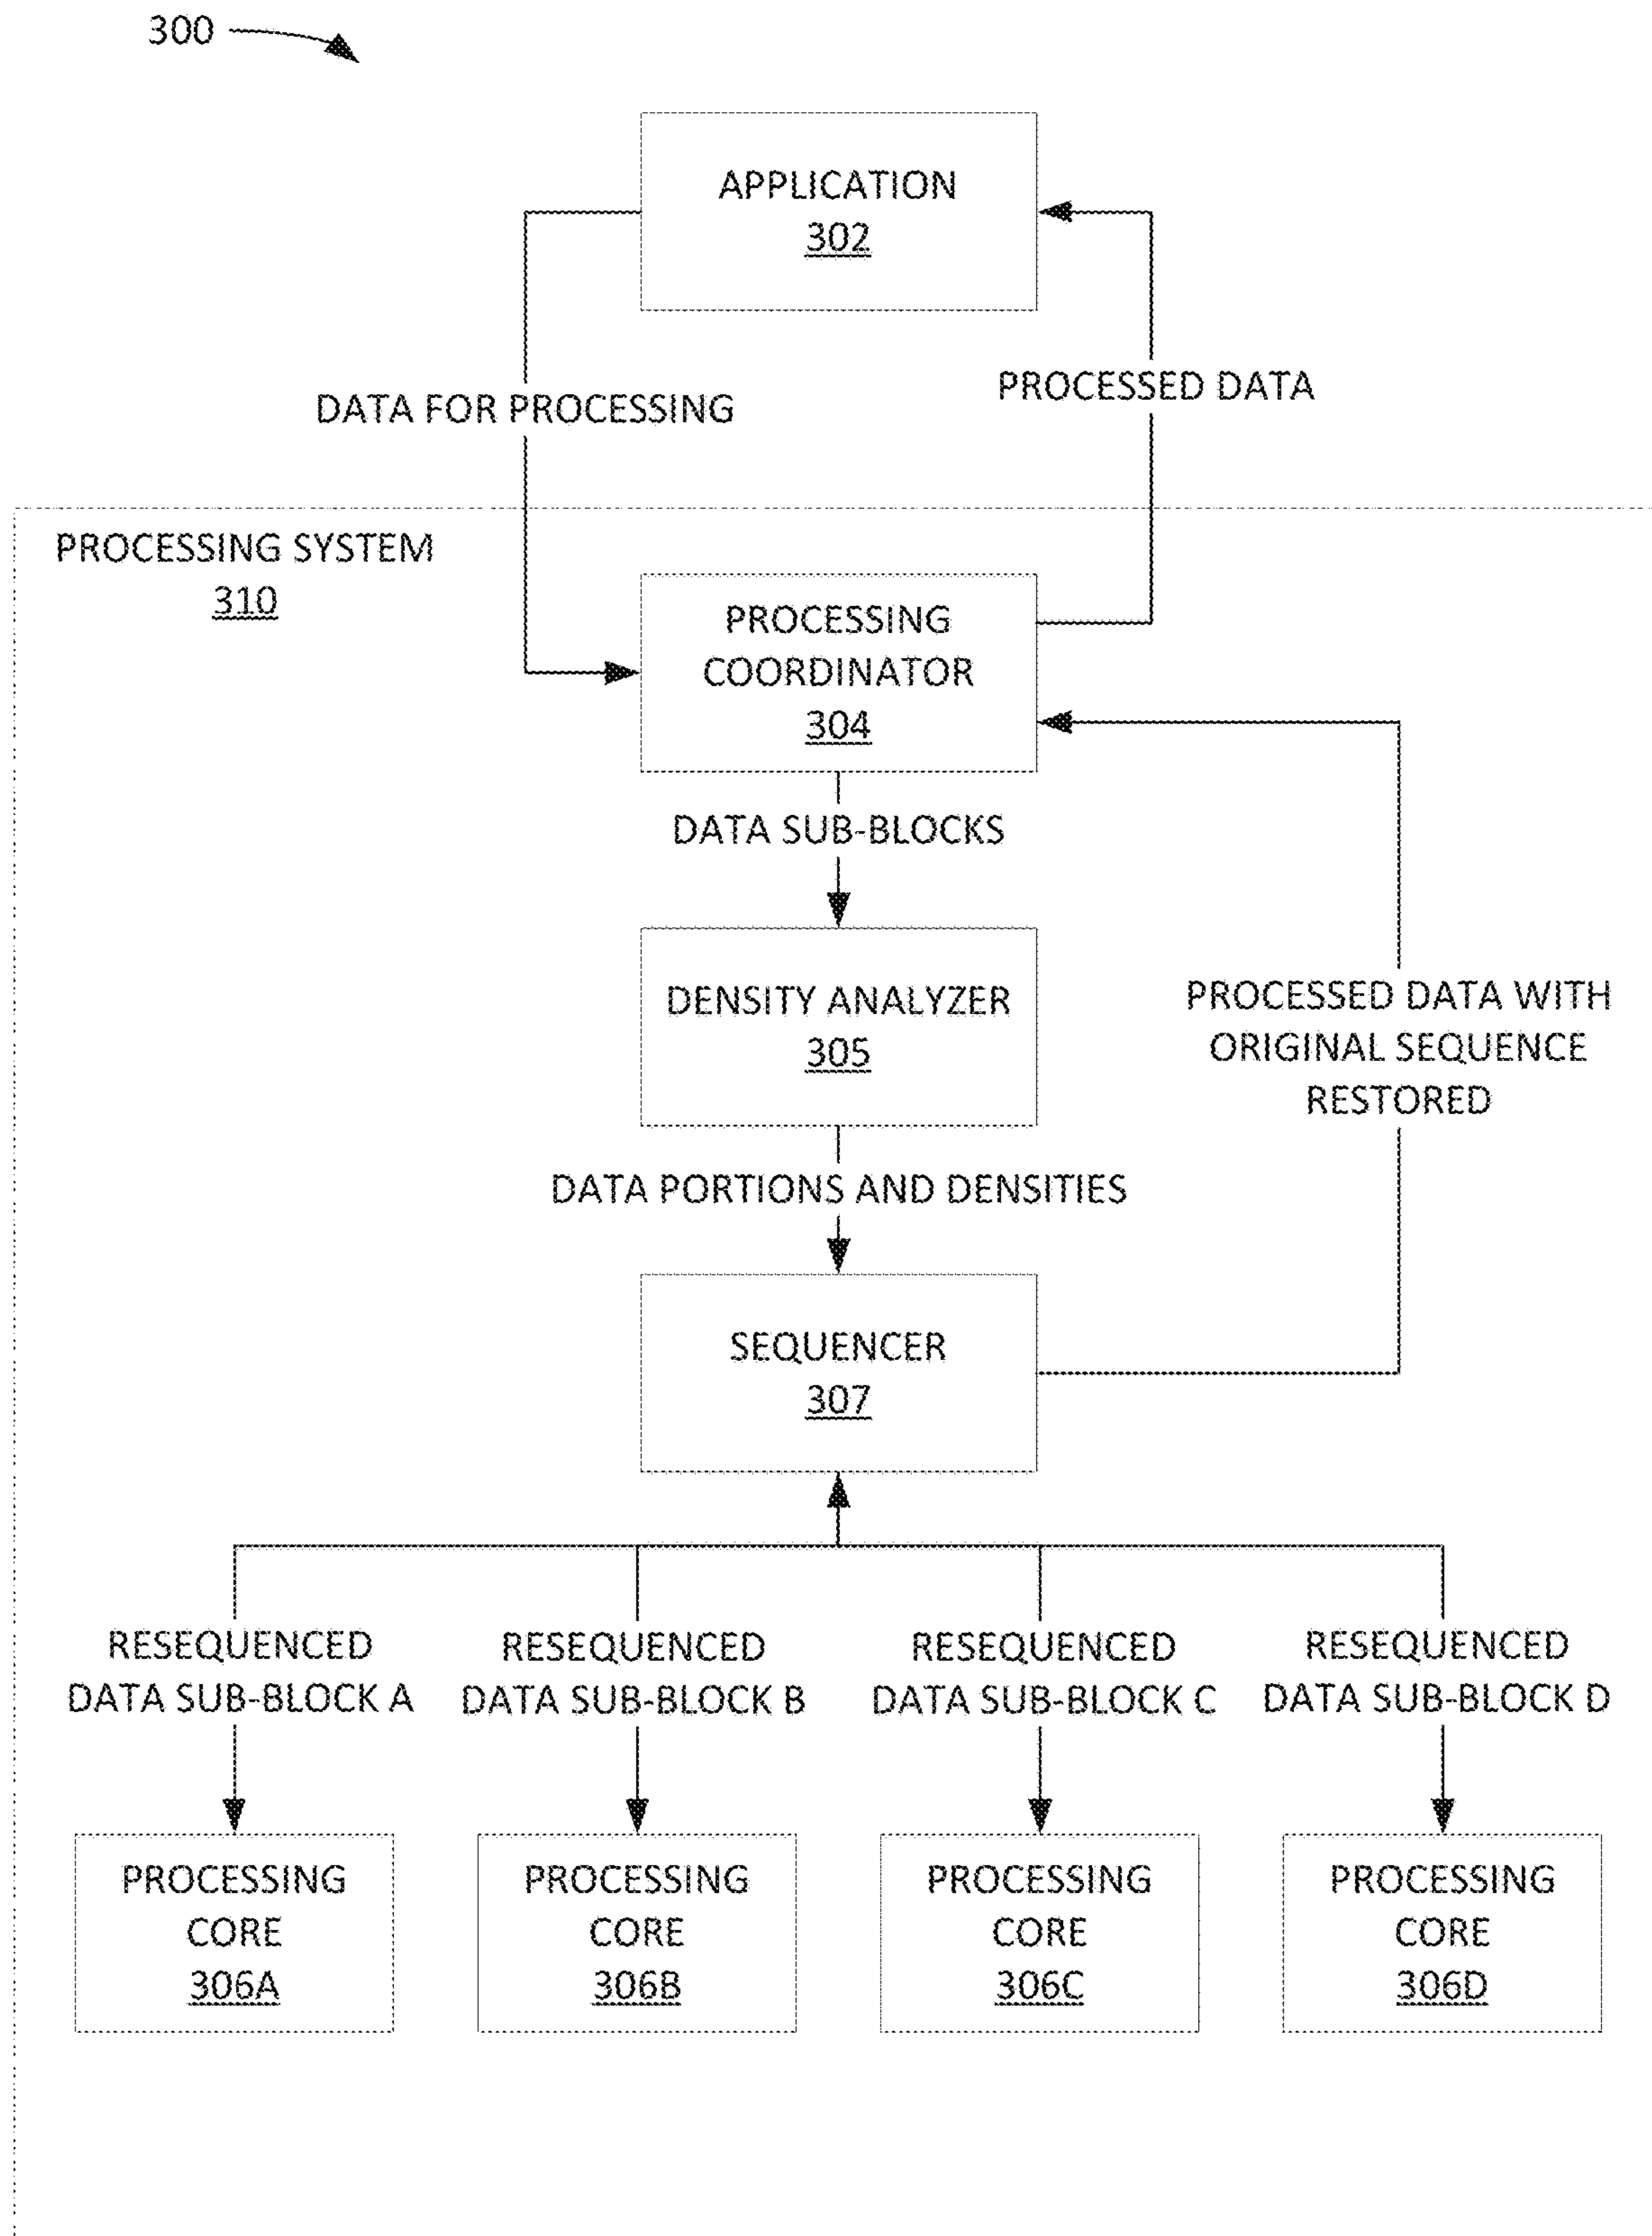 300
APPLICATION
302
DATA FOR PROCESSING
PROCESSED DATA
PROCESSING SYSTEM
310
PROCESSING
COORDINATOR
304
DATA SUB-BLOCKS
DENSITY ANALYZER
305
PROCESSED DATA WITH
ORIGINAL SEQUENCE
RESTORED
DATA PORTIONS AND DENSITIES
SEQUENCER
307
RESEQUENCED
DATA SUB-BLOCK A
RESEQUENCED
DATA SUB-BLOCK B
RESEQUENCED
DATA SUB-BLOCK C
RESEQUENCED
DATA SUB-BLOCK D
PROCESSING
CORE
306A
PROCESSING
CORE
306B
PROCESSING
CORE
306C
PROCESSING
CORE
306D